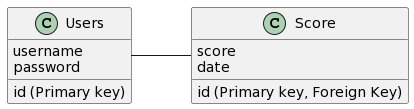 C Users
username
password
id (Primary key)
C Score
score
date
id (Primary key, Foreign Key)